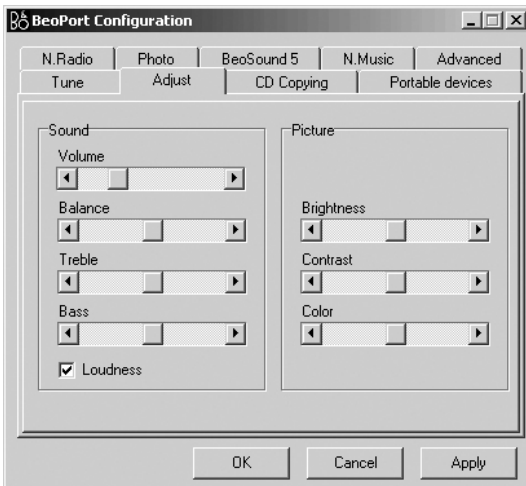 BeoPort Configuration
N.Radio Photo BeoSound 5 N.Music Advanced
Tune Adjust CD Copying Portable devices
Sound
Volume
Balance
Treble
Bass
Loudness
Picture
Brightness
Contrast
Color
OK Cancel Apply